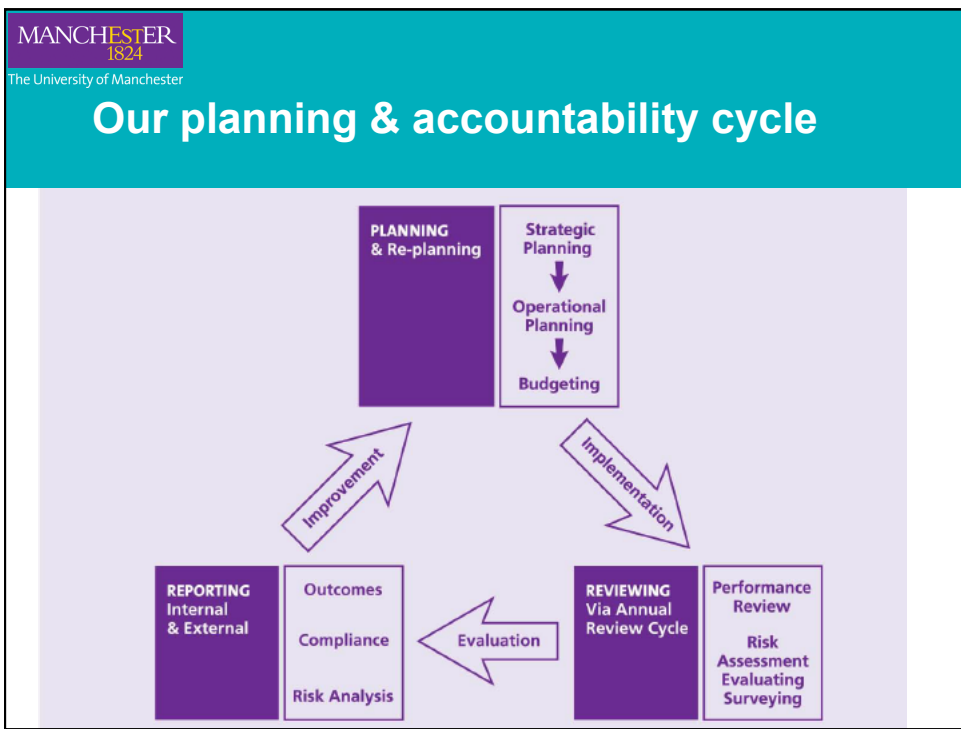 MANCHESTER
1824
The University of Manchester
Our planning & accountability cycle
PLANNING
& Re-planning
Strategic
Planning
Operational
Planning
Budgeting
Improvement
Implementation
REPORTING
Internal
& External
Outcomes
Compliance
Risk Analysis
Evaluation
REVIEWING
Via Annual
Review Cycle
Performance
Review
Risk
Assessment
Evaluating
Surveying